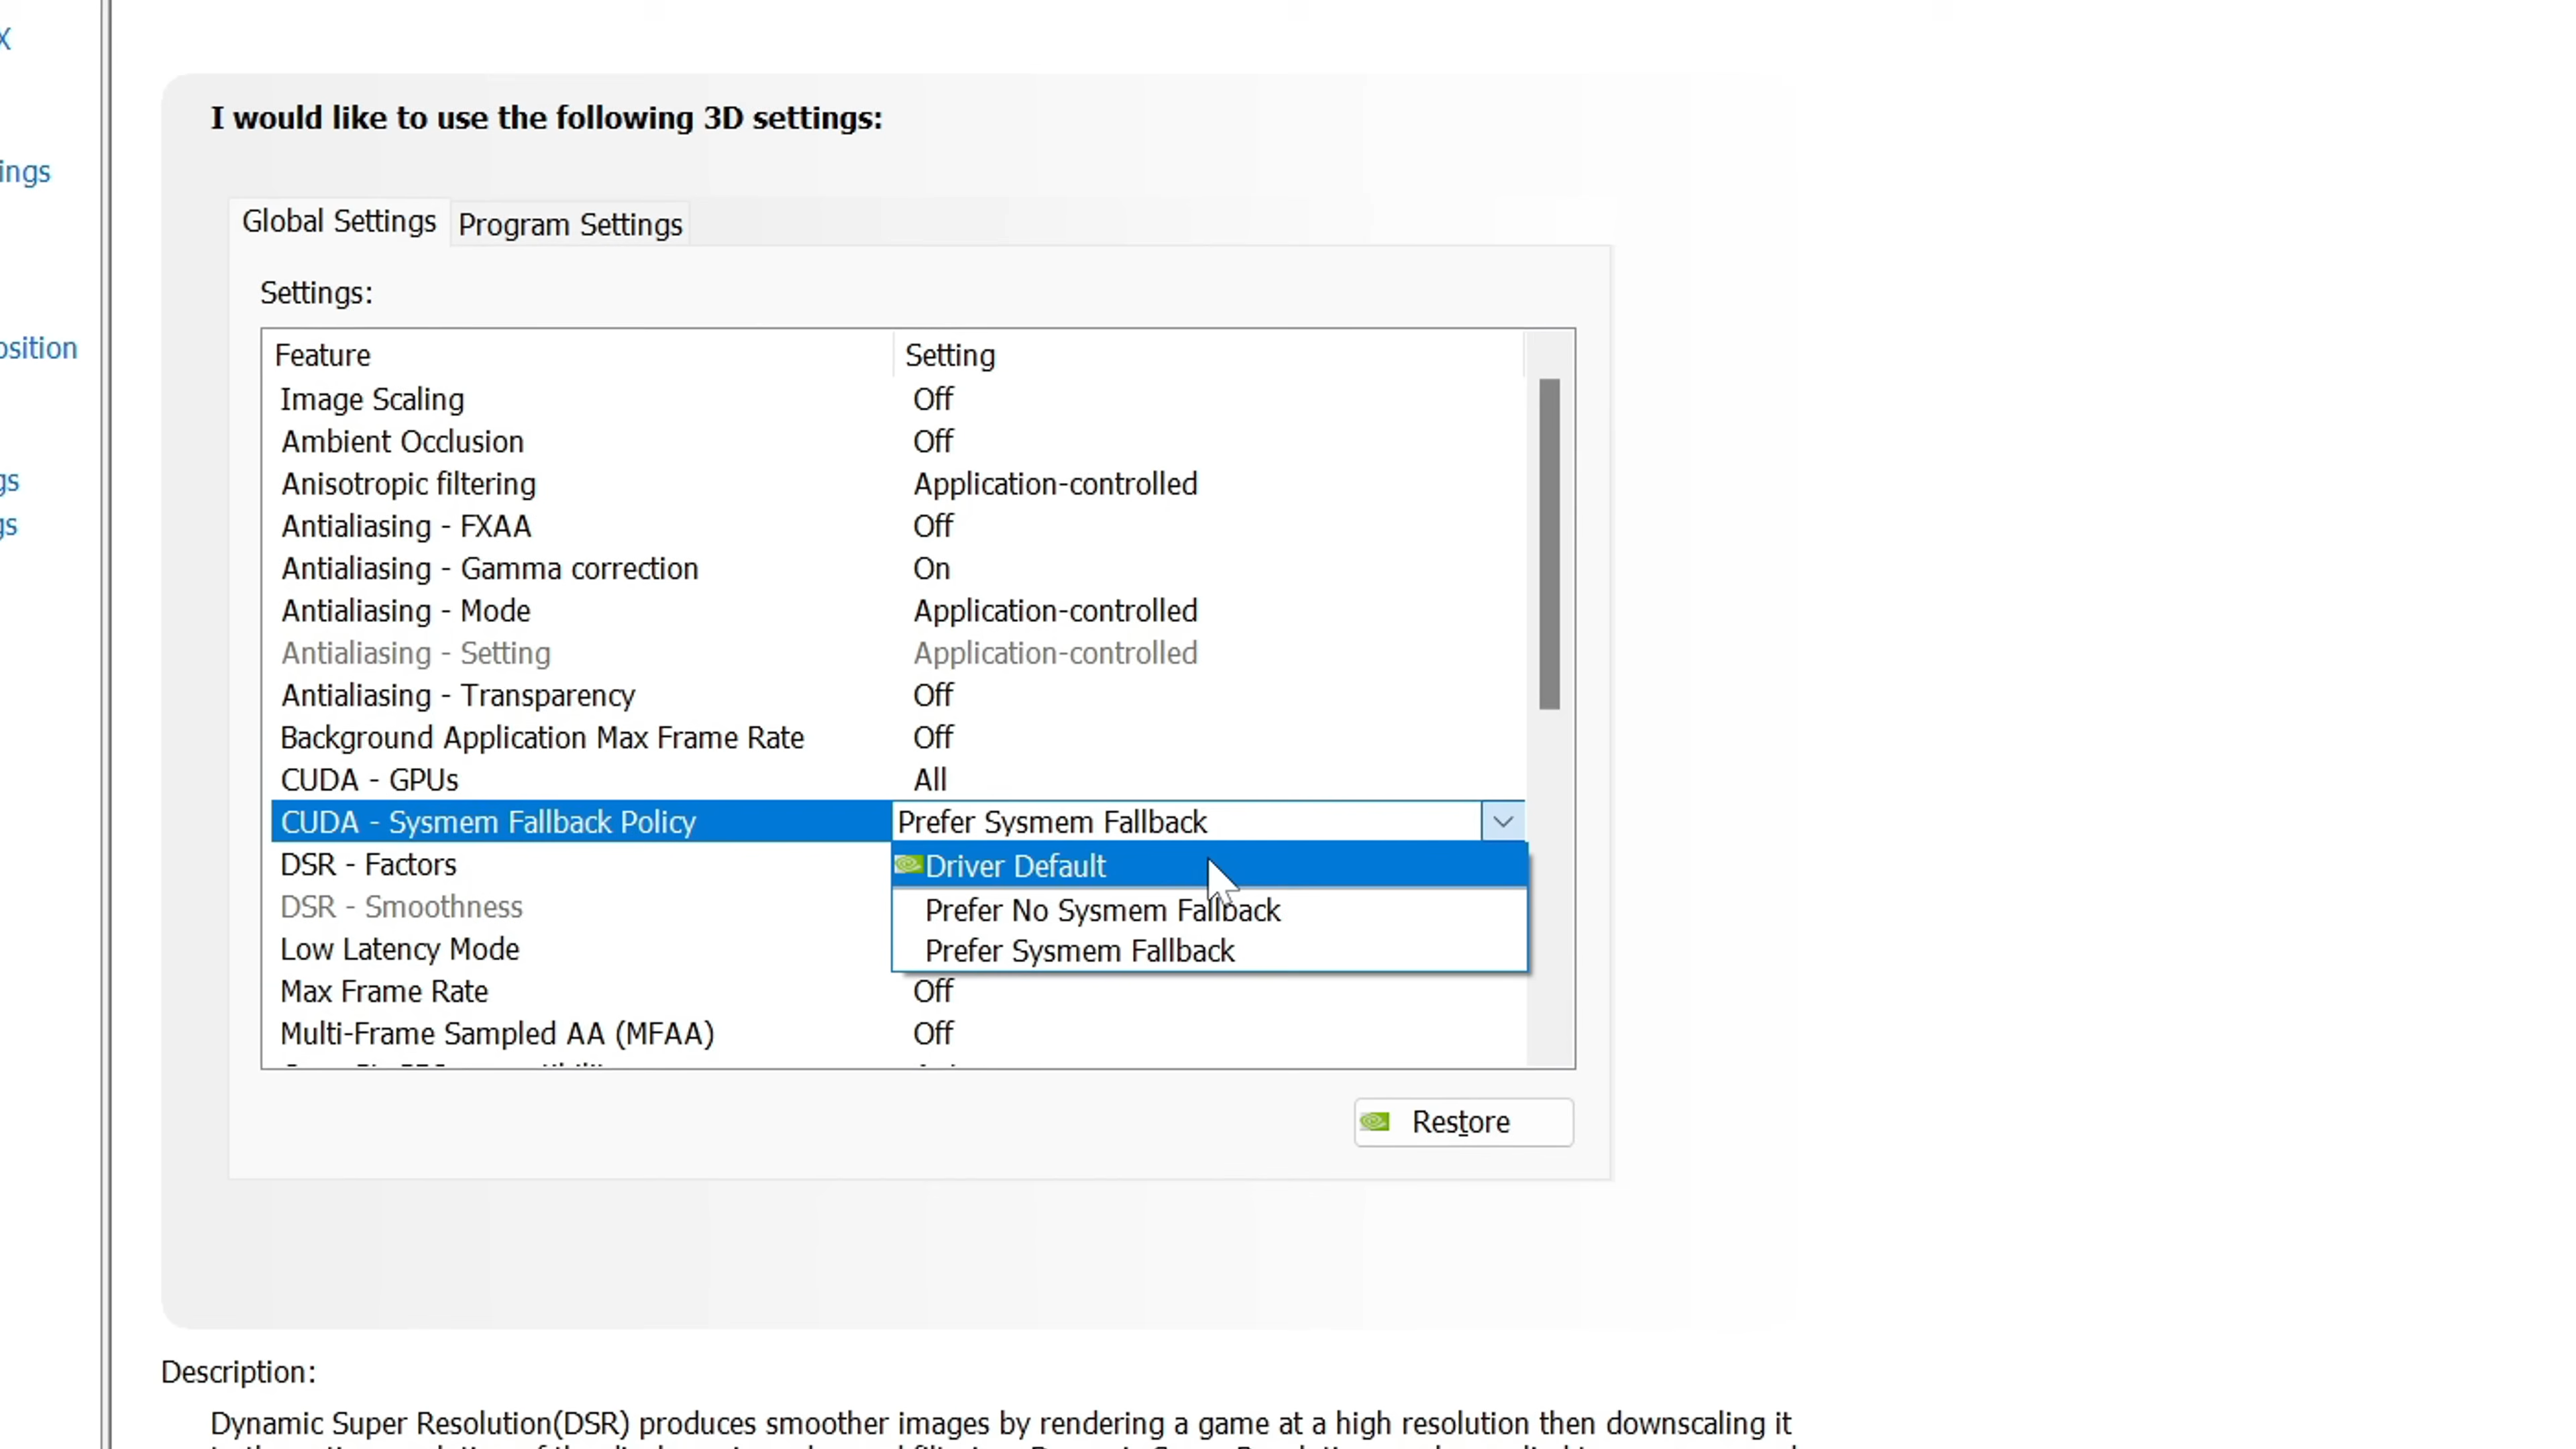 X
I would like to use the following 3D settings:
ings
Global Settings
Program Settings
Settings:
osition
Feature Setting
Image Scaling Off
Ambient Occlusion Off
gs
Anisotropic filtering Application-controlled
gs
Antialiasing - FXAA Off
Antialiasing - Gamma correction On
Antialiasing - Mode Application-controlled
Antialiasing - Setting Application-controlled
Antialiasing - Transparency Off
Background Application Max Frame Rate Off
CUDA - GPUs All
CUDA - Sysmem Fallback Policy Prefer Sysmem Fallback
DSR - Factors Driver Default
DSR - Smoothness Prefer No Sysmem Fallback
Low Latency Mode Prefer Sysmem Fallback
Max Frame Rate Off
Multi-Frame Sampled AA (MFAA) Off
Restore
Description:
Dynamic Super Resolution(DSR) produces smoother images by rendering a game at a high resolution then downscaling it